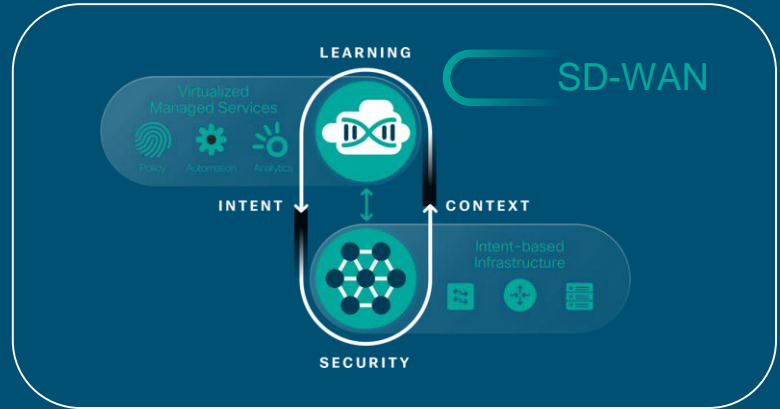 LEARNING
SD-WAN
Virtualized
Managed Services
Policy
Automation
Analytics
INTENT
CONTEXT
Intent-based
Infrastructure
SECURITY